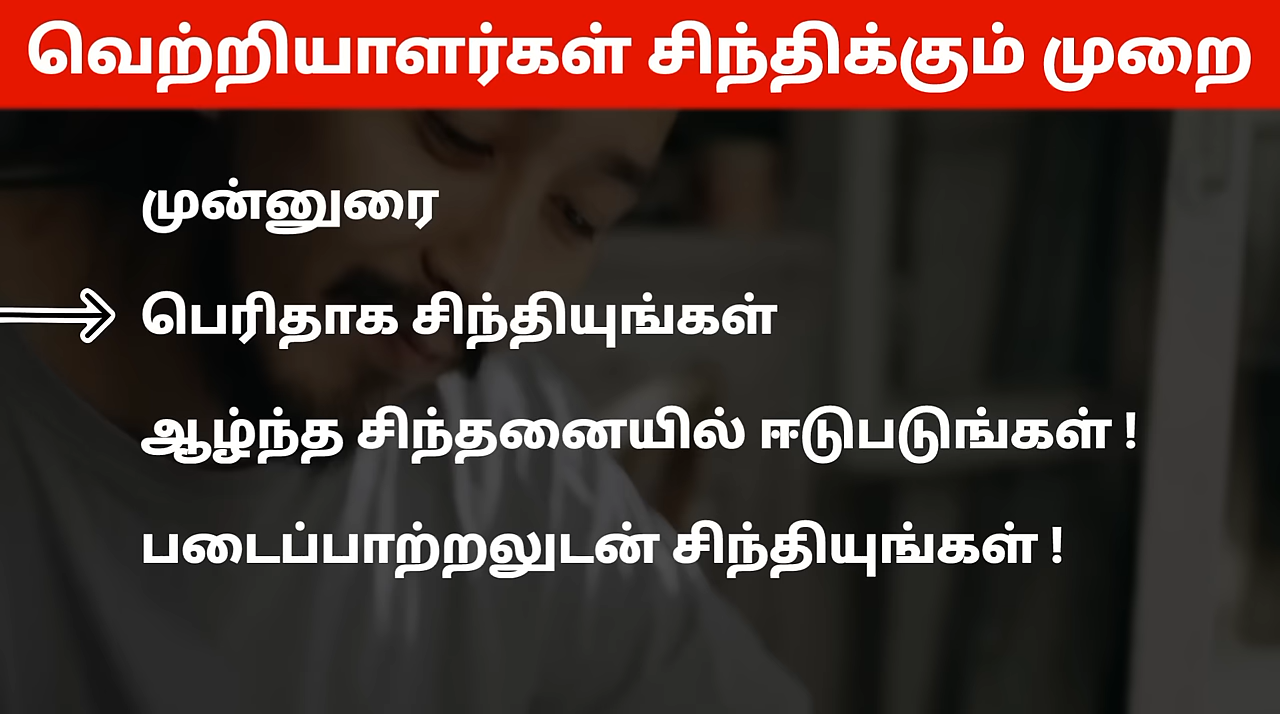 வெற்றியாளர்கள் சிந்திக்கும் முறை
முன்னுரை
பெரிதாக சிந்தியுங்கள்
ஆழ்ந்த சிந்தனையில் ஈடுபடுங்கள் !
படைப்பாற்றலுடன் சிந்தியுங்கள் !